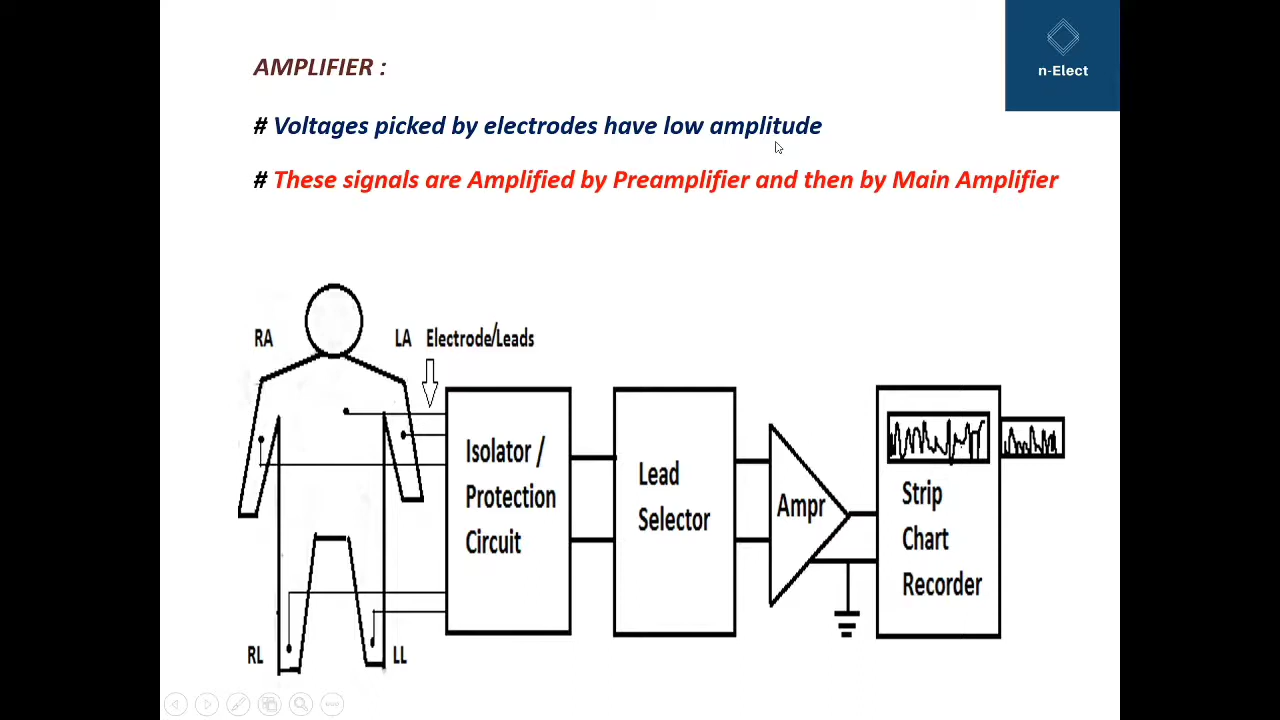 AMPLIFIER :
n-Elect
# Voltages picked by electrodes have low amplitude
# These signals are Amplified by Preamplifier and then by Main Amplifier
RA
LA
Electrode/Leads
Isolator /
Protection
Circuit
Lead
Selector
Ampr
Strip
Chart
Recorder
RL
LL